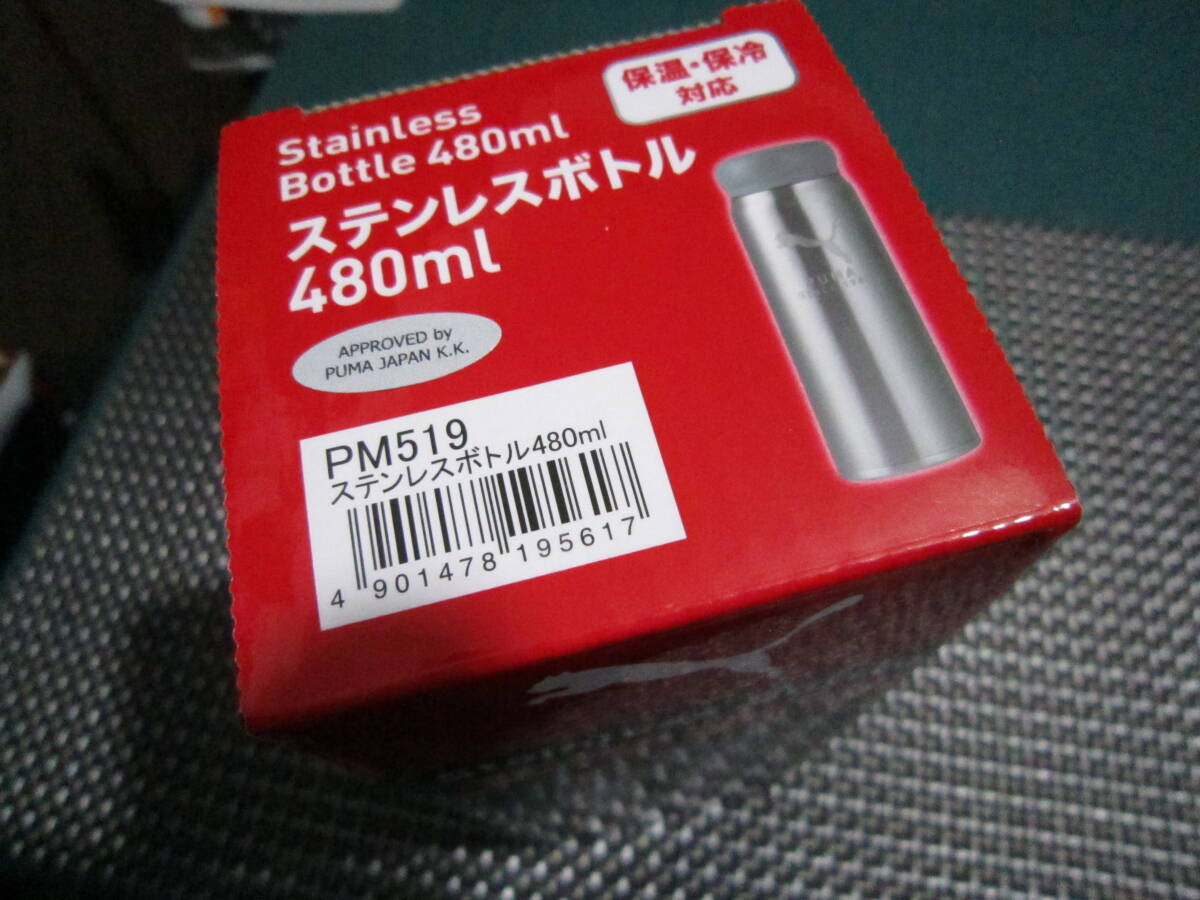 保温・保冷
対応
Stainless
Bottle 480ml
ステンレスボトル
480ml
APPROVED by
PUMA JAPAN K.K.
PM519
ステンレスボトル480ml
4 901478 195617
PUMA